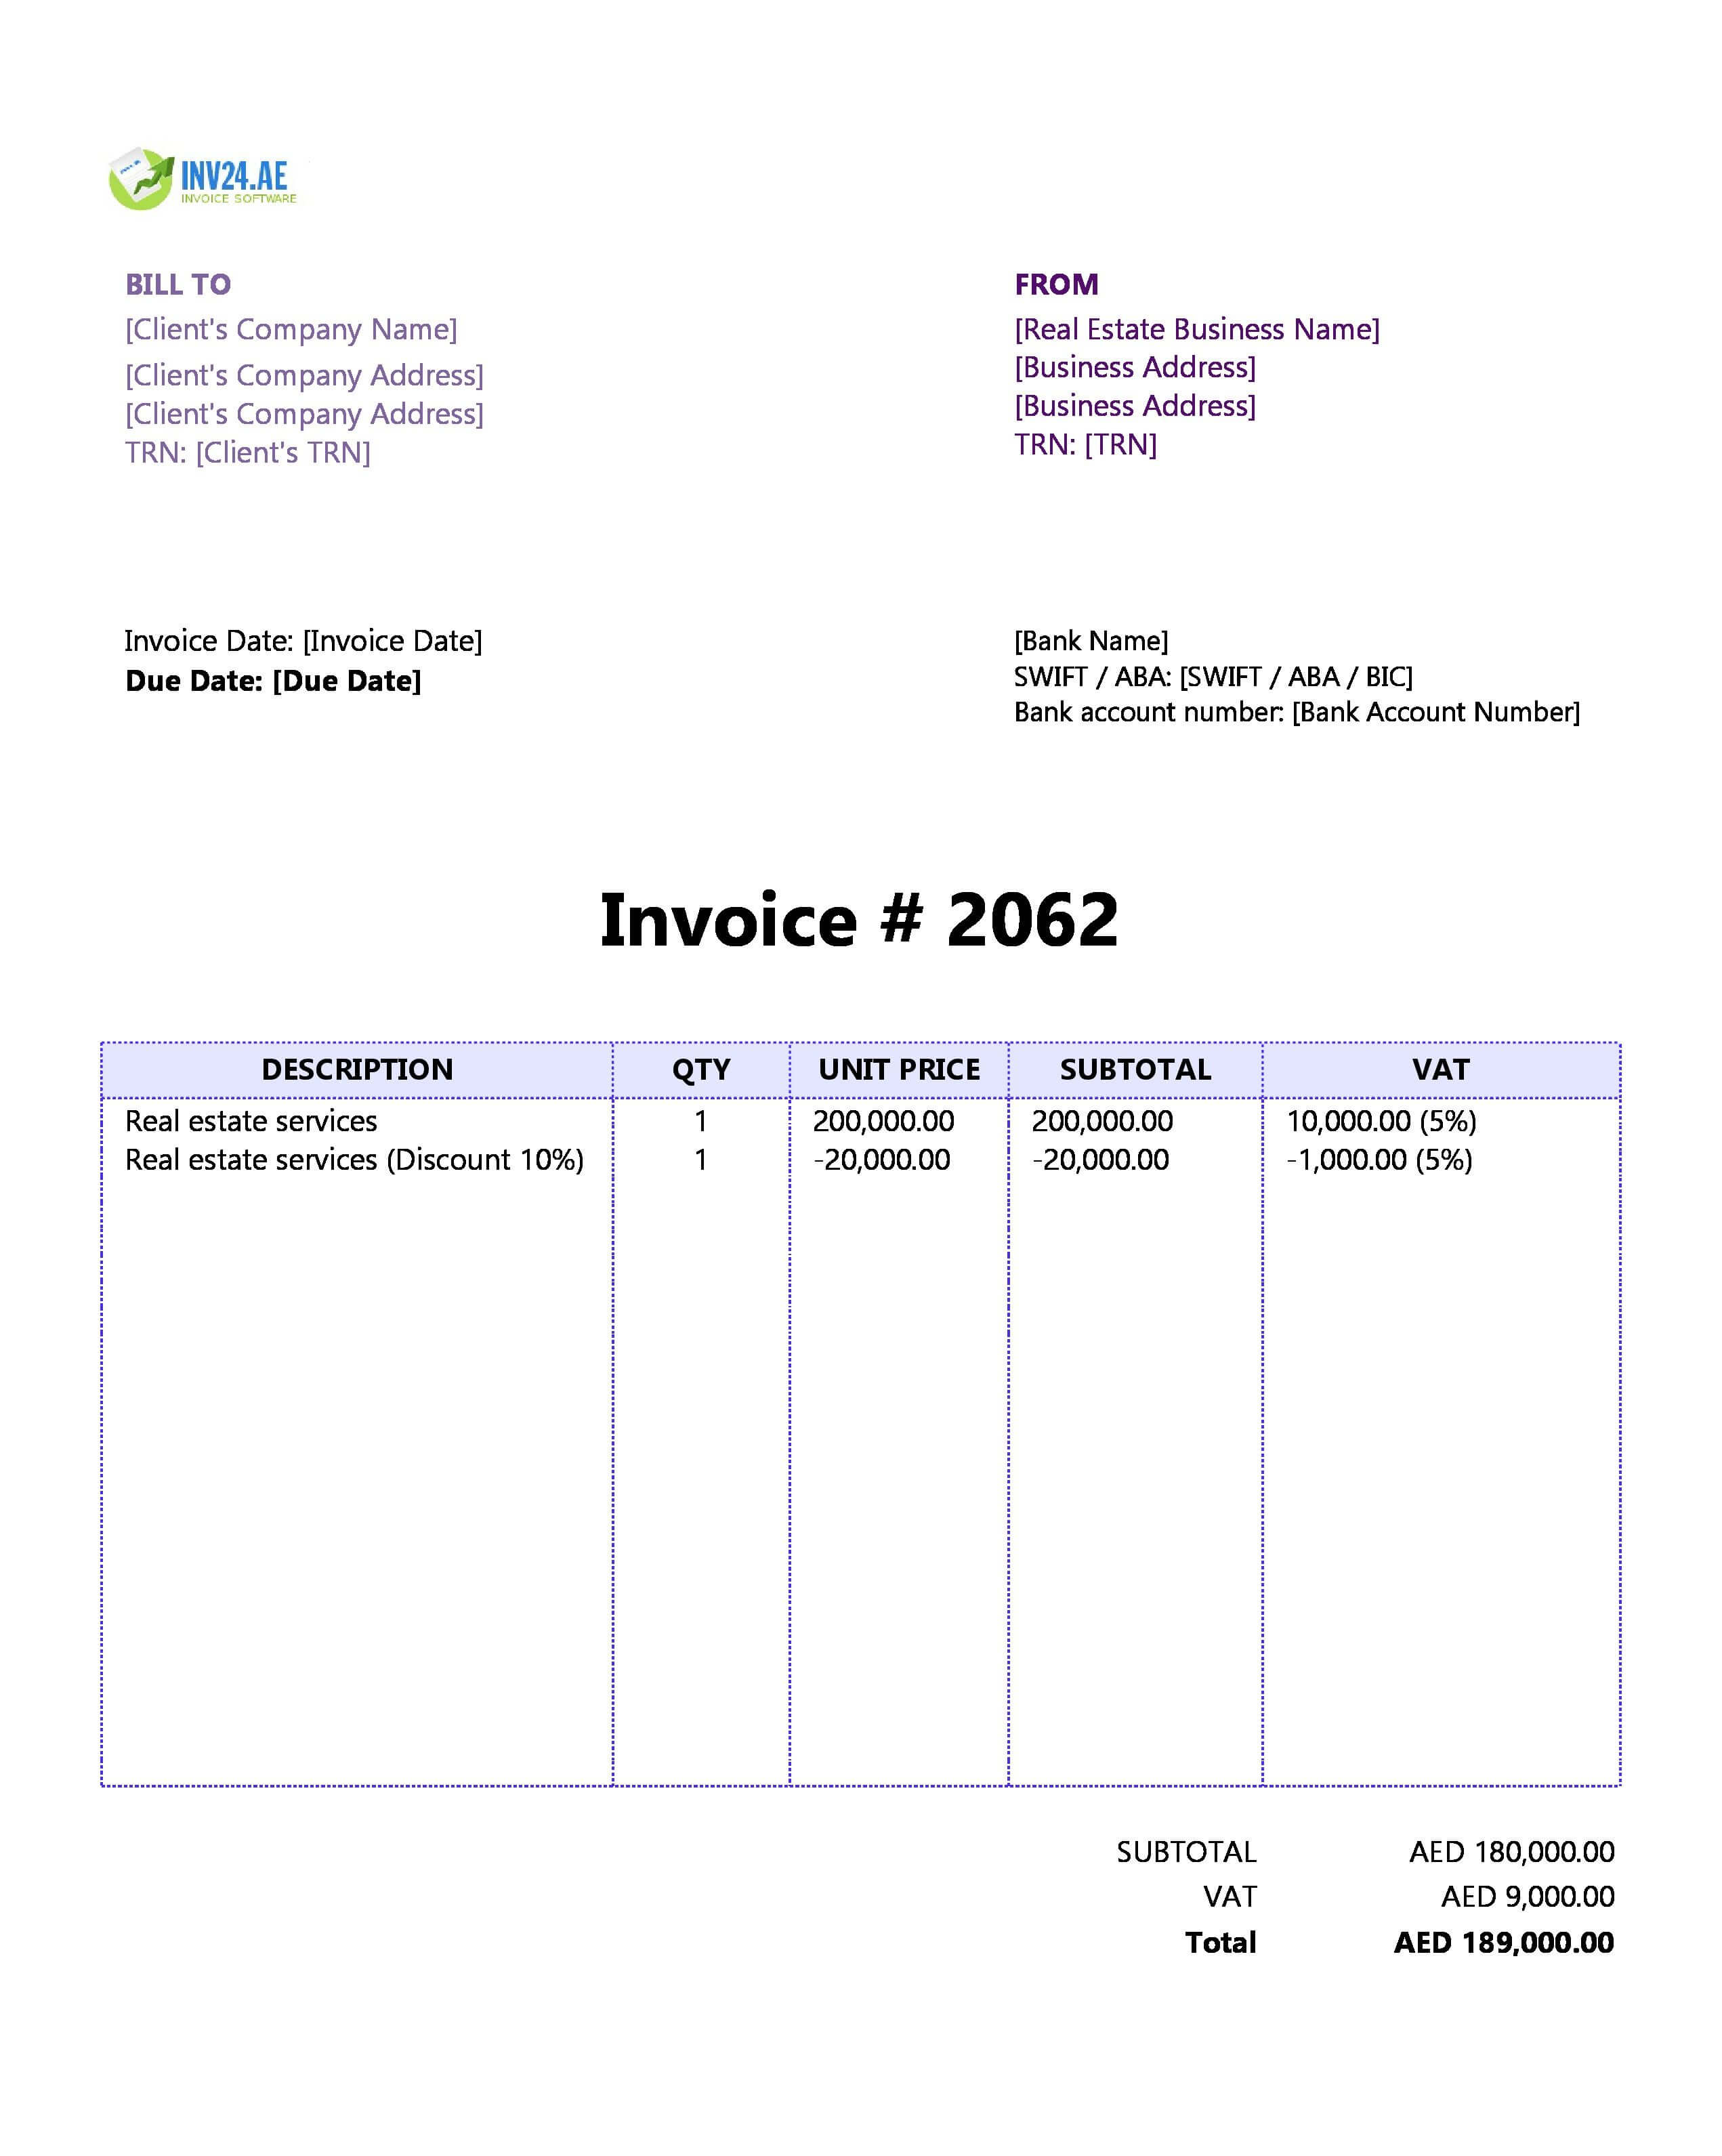 INV24.AE
INVOICE SOFTWARE
BILL TO
[Client's Company Name]
[Client's Company Address]
[Client's Company Address]
TRN: [Client's TRN]
FROM
[Real Estate Business Name]
[Business Address]
[Business Address]
TRN: [TRN]
Invoice Date: [Invoice Date]
Due Date: [Due Date]
[Bank Name]
SWIFT / ABA: [SWIFT / ABA / BIC]
Bank account number: [Bank Account Number]
Invoice # 2062
DESCRIPTION QTY UNIT PRICE SUBTOTAL VAT
Real estate services 1 200,000.00 200,000.00 10,000.00 (5%)
Real estate services (Discount 10%) 1 -20,000.00 -20,000.00 -1,000.00 (5%)
SUBTOTAL AED 180,000.00
VAT AED 9,000.00
Total AED 189,000.00